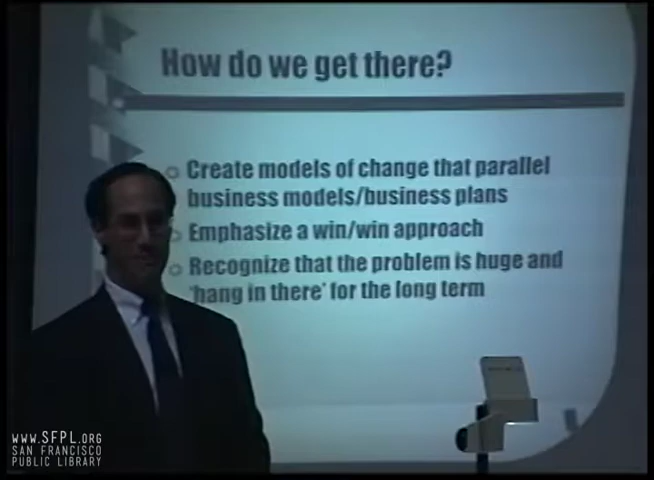 How do we get there?
Create models of change that parallel
business models/business plans
Emphasize a win/win approach
Recognize that the problem is huge and
'hang in there' for the long term
WWW.SFPL.ORG
SAN FRANCISCO
PUBLIC LIBRARY